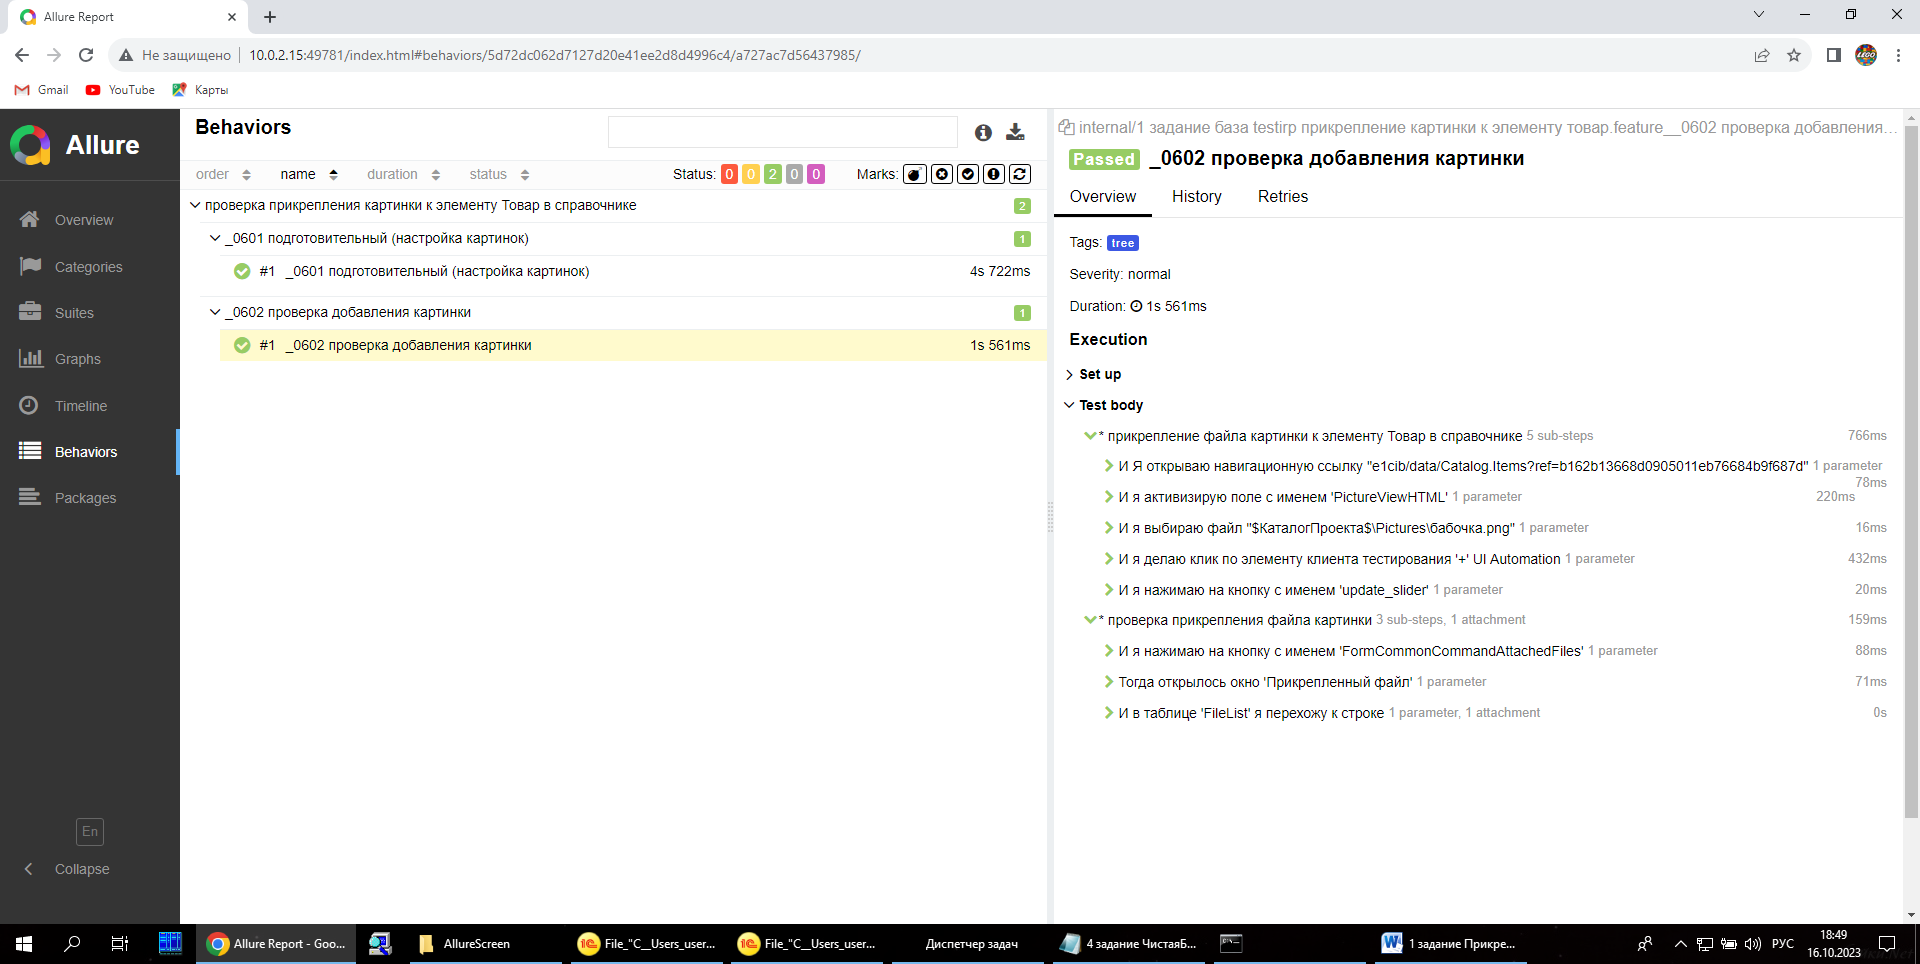 Allure Report
Не защищено
10.0.2.15:49781/index.html#behaviors/5d72dc062d7127d20e41ee2d8d4996c4/a727ac7d56437985/
Gmail YouTube Карты
Allure
Overview
Categories
Suites
Graphs
Timeline
Behaviors
Packages
En
Collapse
Behaviors
order name duration status Status: 0 0 2 0 0 Marks:
проверка прикрепления картинки к элементу Товар в справочнике 2
_0601 подготовительный (настройка картинок) 1
#1 _0601 подготовительный (настройка картинок) 4s 722ms
_0602 проверка добавления картинки 1
#1 _0602 проверка добавления картинки 1s 561ms
internal/1 задание база testirp прикрепление картинки к элементу товар.feature__0602 проверка добавления...
Passed _0602 проверка добавления картинки
Overview History Retries
Tags: tree
Severity: normal
Duration: 1s 561ms
Execution
Set up
Test body
* прикрепление файла картинки к элементу Товар в справочнике 5 sub-steps 766ms
И Я открываю навигационную ссылку "e1cib/data/Catalog.Items?ref=b162b13668d0905011eb76684b9f687d" 1 parameter
78ms
И я активизирую поле с именем 'PictureViewHTML' 1 parameter 220ms
И я выбираю файл "$КаталогПроекта$\Pictures\бабочка.png" 1 parameter 16ms
И я делаю клик по элементу клиента тестирования '+' UI Automation 1 parameter 432ms
И я нажимаю на кнопку с именем 'update_slider' 1 parameter 20ms
* проверка прикрепления файла картинки 3 sub-steps, 1 attachment 159ms
И я нажимаю на кнопку с именем 'FormCommonCommandAttachedFiles' 1 parameter 88ms
Тогда открылось окно 'Прикрепленный файл' 1 parameter 71ms
И в таблице 'FileList' я перехожу к строке 1 parameter, 1 attachment 0s
Allure Report - Goo...
AllureScreen
File_"C__Users_user...
File_"C__Users_user...
Диспетчер задач
4 задание ЧистаяБ...
1 задание Прикре...
РУС
18:49
16.10.2023